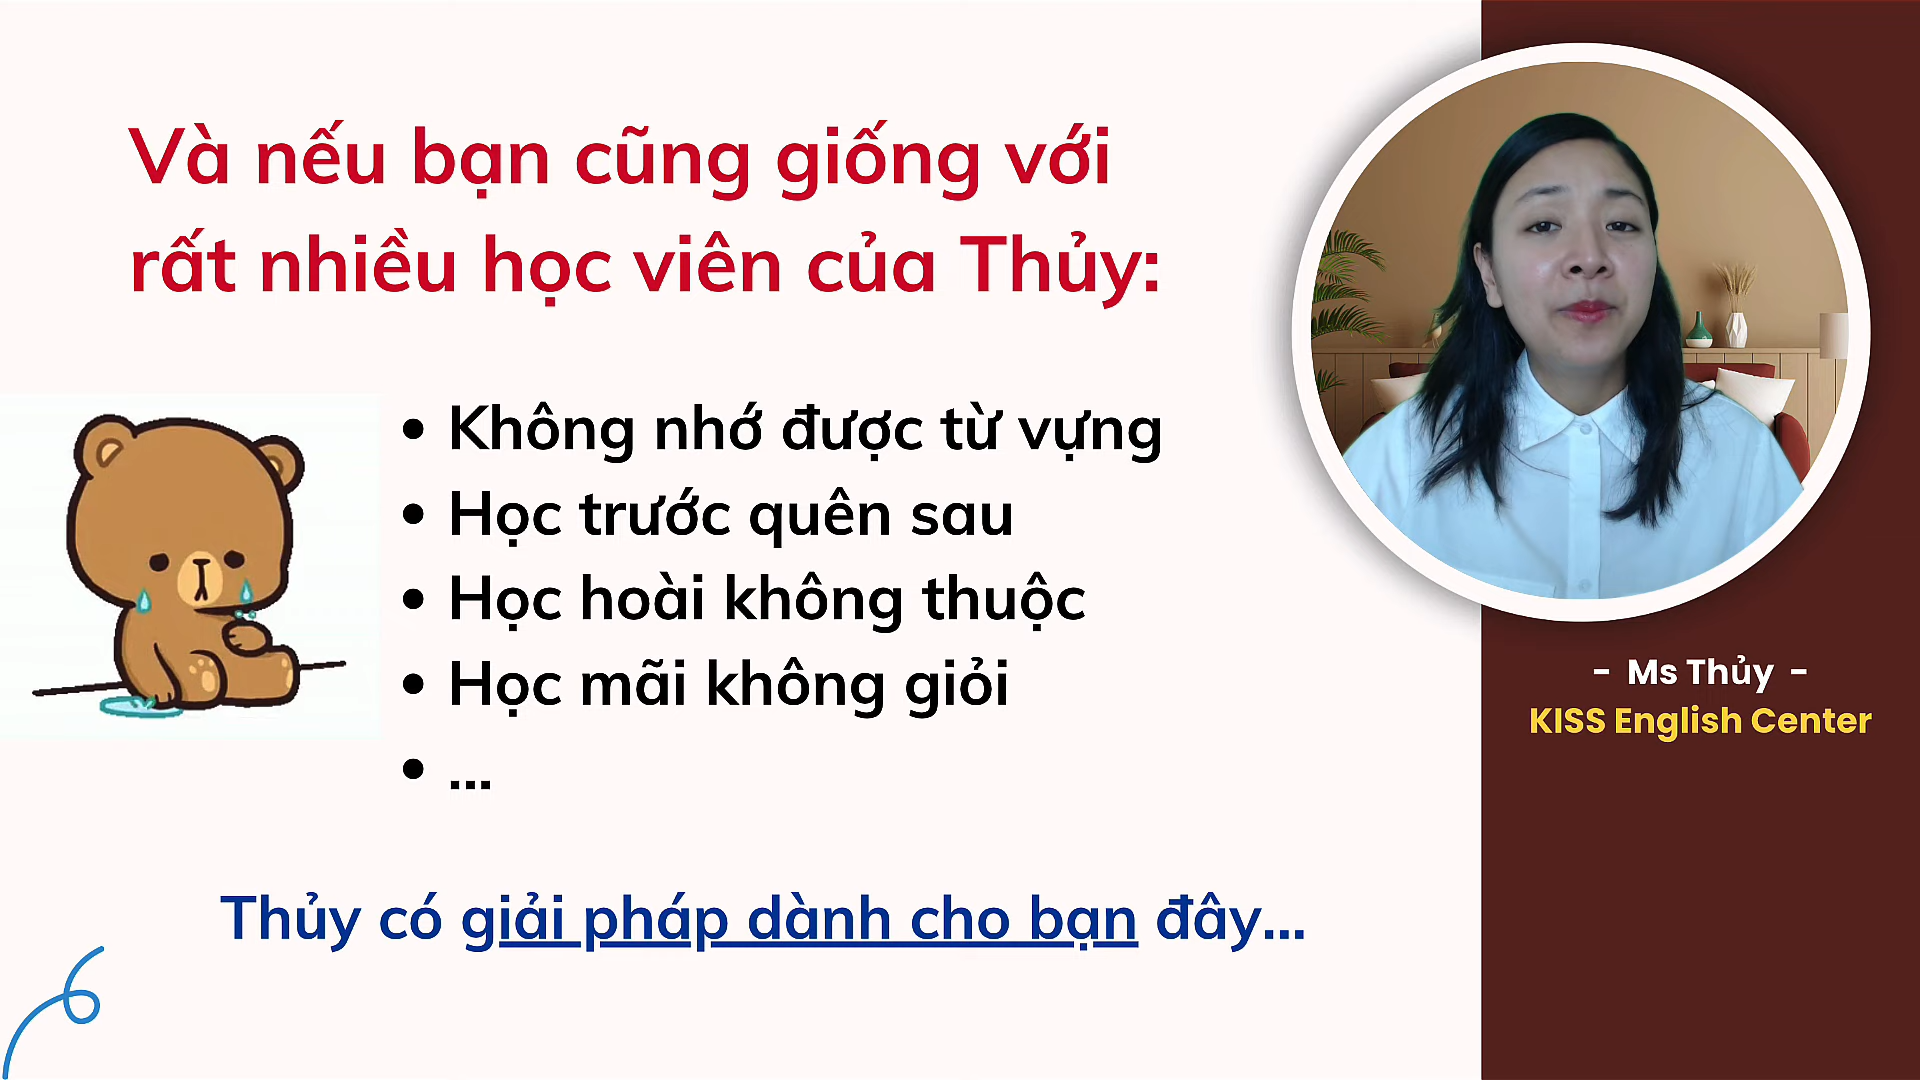 Và nếu bạn cũng giống với
rất nhiều học viên của Thủy:
• Không nhớ được từ vựng
• Học trước quên sau
• Học hoài không thuộc
• Học mãi không giỏi
• ...
Thủy có giải pháp dành cho bạn đây...
- Ms Thủy -
KISS English Center